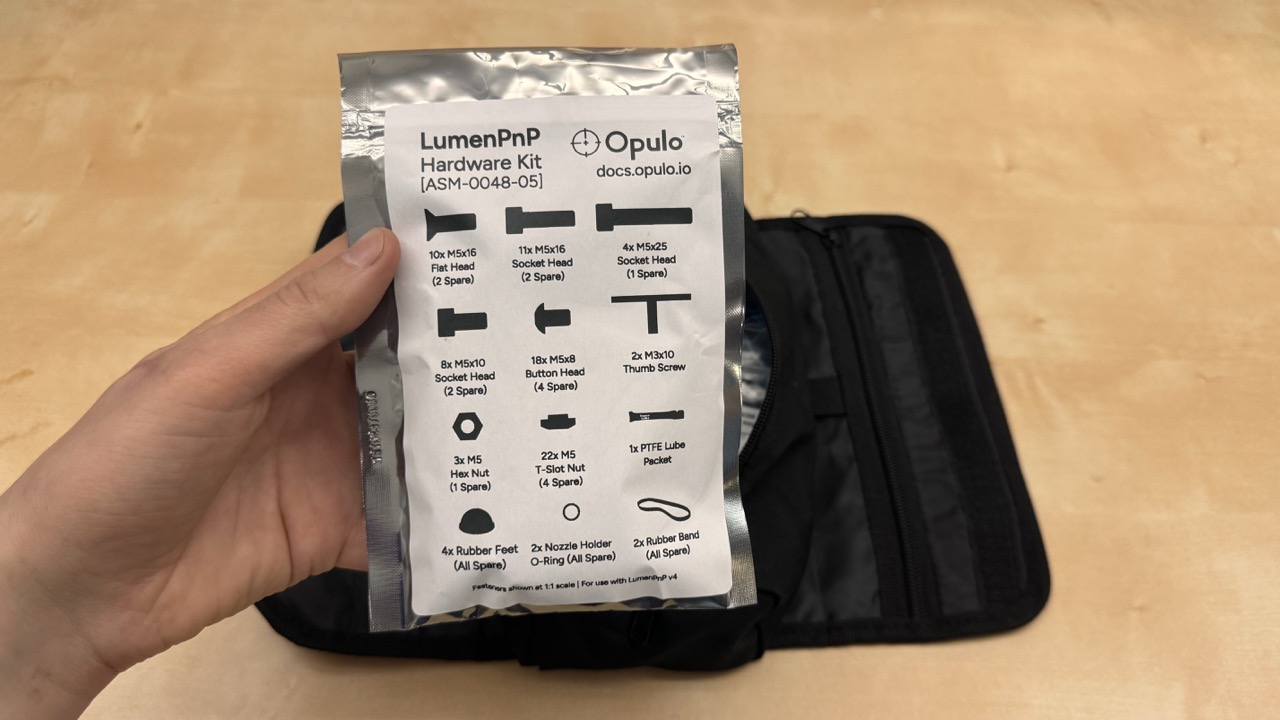 LumenPnP
Hardware Kit
[ASM-0048-05]
Opulo™
docs.opulo.io
10x M5x16
Flat Head
(2 Spare)
11x M5x16
Socket Head
(2 Spare)
4x M5x25
Socket Head
(1 Spare)
8x M5x10
Socket Head
(2 Spare)
18x M5x8
Button Head
(4 Spare)
2x M3x10
Thumb Screw
3x M5
Hex Nut
(1 Spare)
22x M5
T-Slot Nut
(4 Spare)
1x PTFE Lube
Packet
4x Rubber Feet
(All Spare)
2x Nozzle Holder
O-Ring (All Spare)
2x Rubber Band
(All Spare)
Fasteners shown at 1:1 scale | For use with LumenPnP v4